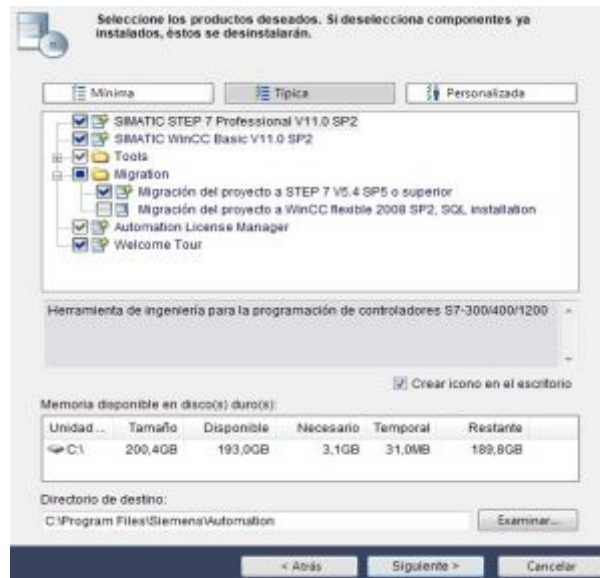 Seleccione los productos deseados. Si deselecciona componentes ya
instalados, éstos se desinstalarán.
Mínima
Típica
Personalizada
SIMATIC STEP 7 Professional V11.0 SP2
SIMATIC WinCC Basic V11.0 SP2
Tools
Migration
Migración del proyecto a STEP 7 V5.4 SP5 o superior
Migración del proyecto a WinCC flexible 2008 SP2, SQL installation
Automation License Manager
Welcome Tour
Herramienta de ingeniería para la programación de controladores S7-300/400/1200
Crear icono en el escritorio
Memoria disponible en disco(s) duro(s):
Unidad ... Tamaño Disponible Necesario Temporal Restante
C:\ 200,4GB 193,0GB 3,1GB 31,0MB 189,8GB
Directorio de destino:
C:\Program Files\Siemens\Automation
Examinar...
< Atrás
Siguiente >
Cancelar